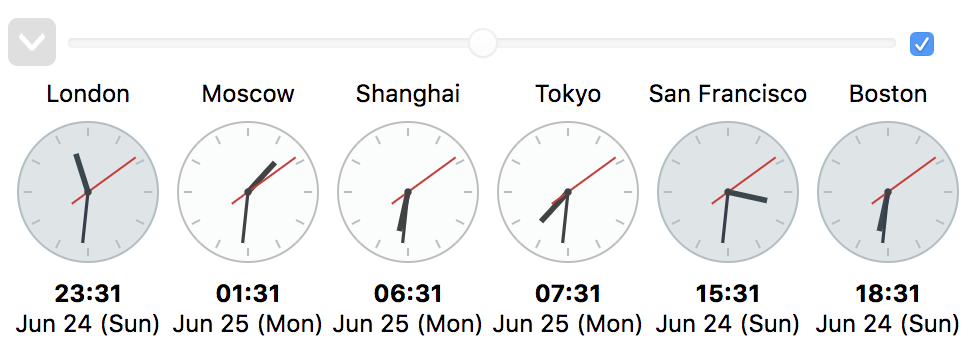 London Moscow Shanghai Tokyo San Francisco Boston
23:31 01:31 06:31 07:31 15:31 18:31
Jun 24 (Sun) Jun 25 (Mon) Jun 25 (Mon) Jun 25 (Mon) Jun 24 (Sun) Jun 24 (Sun)